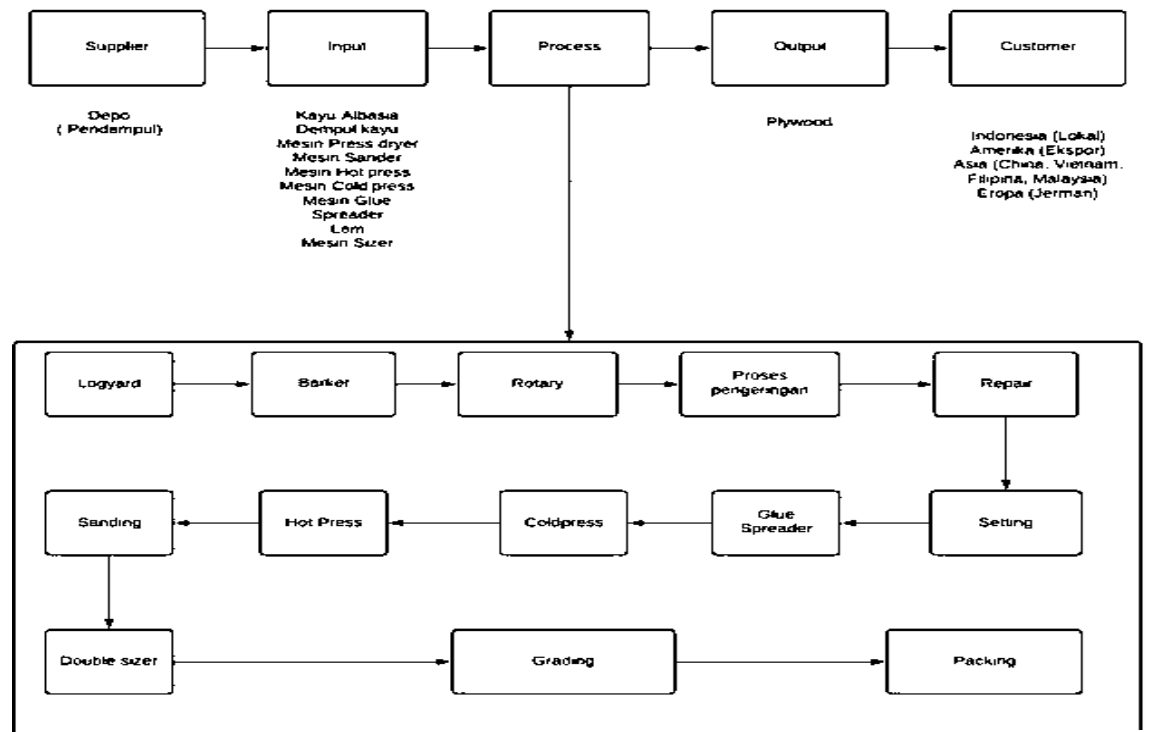 Supplier
Input
Process
Output
Customer
Depo
( Pendampul)
Kayu Albasia
Dempul kayu
Mesin Press dryer
Mesin Sander
Mesin Hot press
Mesin Cold press
Mesin Glue
Spreader
Lem
Mesin Sizer
Plywood
Indonesia (Lokal)
Amerika (Ekspor)
Asia (China, Vietnam,
Filipina, Malaysia)
Eropa (Jerman)
Logyard
Barker
Rotary
Proses
pengeringan
Repair
Sanding
Hot Press
Coldpress
Glue
Spreader
Setting
Double sizer
Grading
Packing